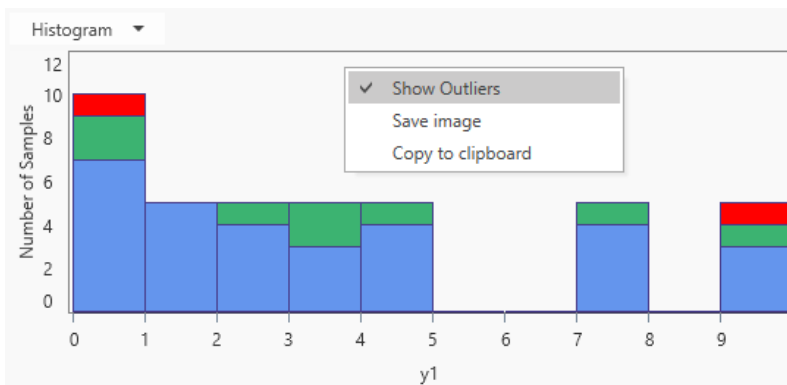 Histogram
12
10
8
6
4
2
0
Number of Samples
Show Outliers
Save image
Copy to clipboard
0 1 2 3 4 5 6 7 8 9
y1